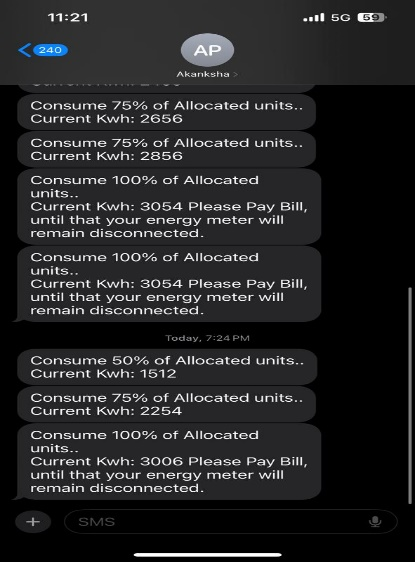 11:21
5G 59
240
AP
Akanksha
Consume 75% of Allocated units..
Current Kwh: 2656
Consume 75% of Allocated units..
Current Kwh: 2856
Consume 100% of Allocated
units..
Current Kwh: 3054 Please Pay Bill,
until that your energy meter will
remain disconnected.
Consume 100% of Allocated
units..
Current Kwh: 3054 Please Pay Bill,
until that your energy meter will
remain disconnected.
Today, 7:24 PM
Consume 50% of Allocated units..
Current Kwh: 1512
Consume 75% of Allocated units..
Current Kwh: 2254
Consume 100% of Allocated
units..
Current Kwh: 3006 Please Pay Bill,
until that your energy meter will
remain disconnected.
SMS